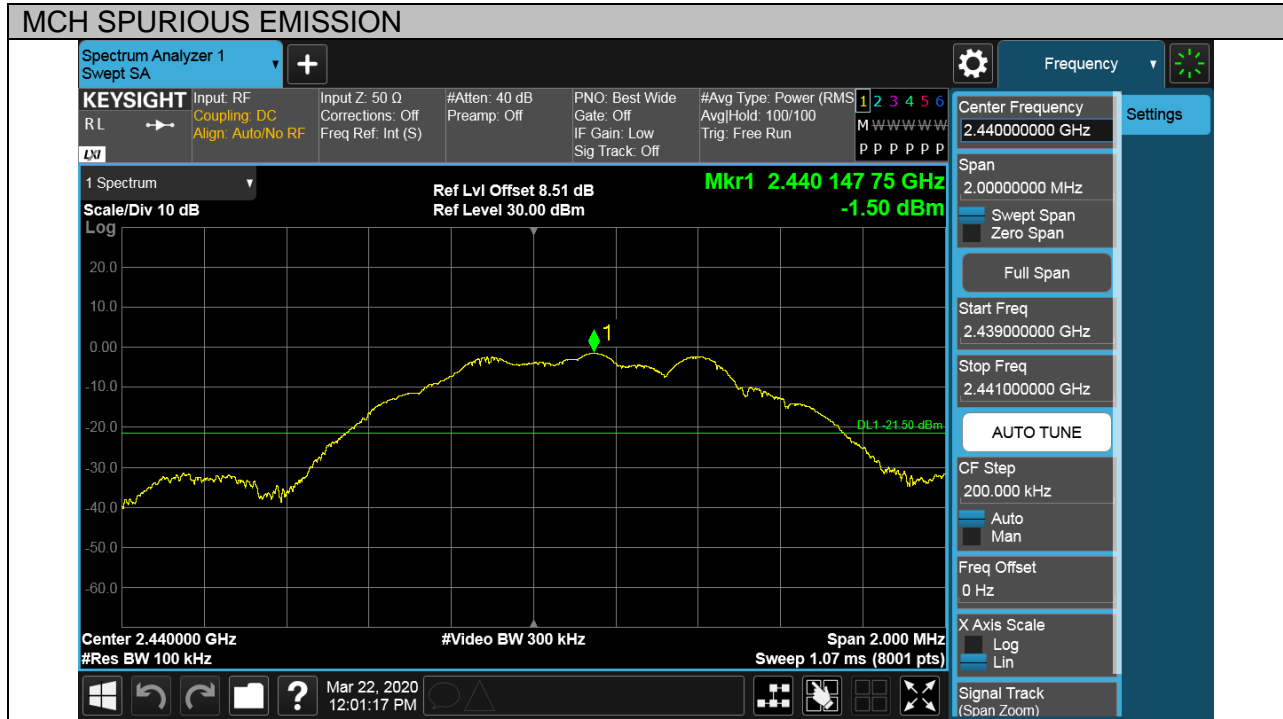 MCH SPURIOUS EMISSION
Spectrum Analyzer 1
Swept SA
Frequency
KEYSIGHT
RL
LXI
Input: RF
Coupling: DC
Align: Auto/No RF
Input Z: 50 Ω
Corrections: Off
Freq Ref: Int (S)
#Atten: 40 dB
Preamp: Off
PNO: Best Wide
Gate: Off
IF Gain: Low
Sig Track: Off
#Avg Type: Power (RMS
Avg|Hold: 100/100
Trig: Free Run
1 2 3 4 5 6
M W W W W W
P P P P P P
1 Spectrum
Scale/Div 10 dB
Log
Ref Lvl Offset 8.51 dB
Ref Level 30.00 dBm
Mkr1 2.440 147 75 GHz
-1.50 dBm
20.0
10.0
0.00
-10.0
-20.0
-30.0
-40.0
-50.0
-60.0
1
DL1 -21.50 dBm
Center 2.440000 GHz
#Res BW 100 kHz
#Video BW 300 kHz
Span 2.000 MHz
Sweep 1.07 ms (8001 pts)
Mar 22, 2020
12:01:17 PM
Center Frequency
2.440000000 GHz
Settings
Span
2.00000000 MHz
Swept Span
Zero Span
Full Span
Start Freq
2.439000000 GHz
Stop Freq
2.441000000 GHz
AUTO TUNE
CF Step
200.000 kHz
Auto
Man
Freq Offset
0 Hz
X Axis Scale
Log
Lin
Signal Track
(Span Zoom)